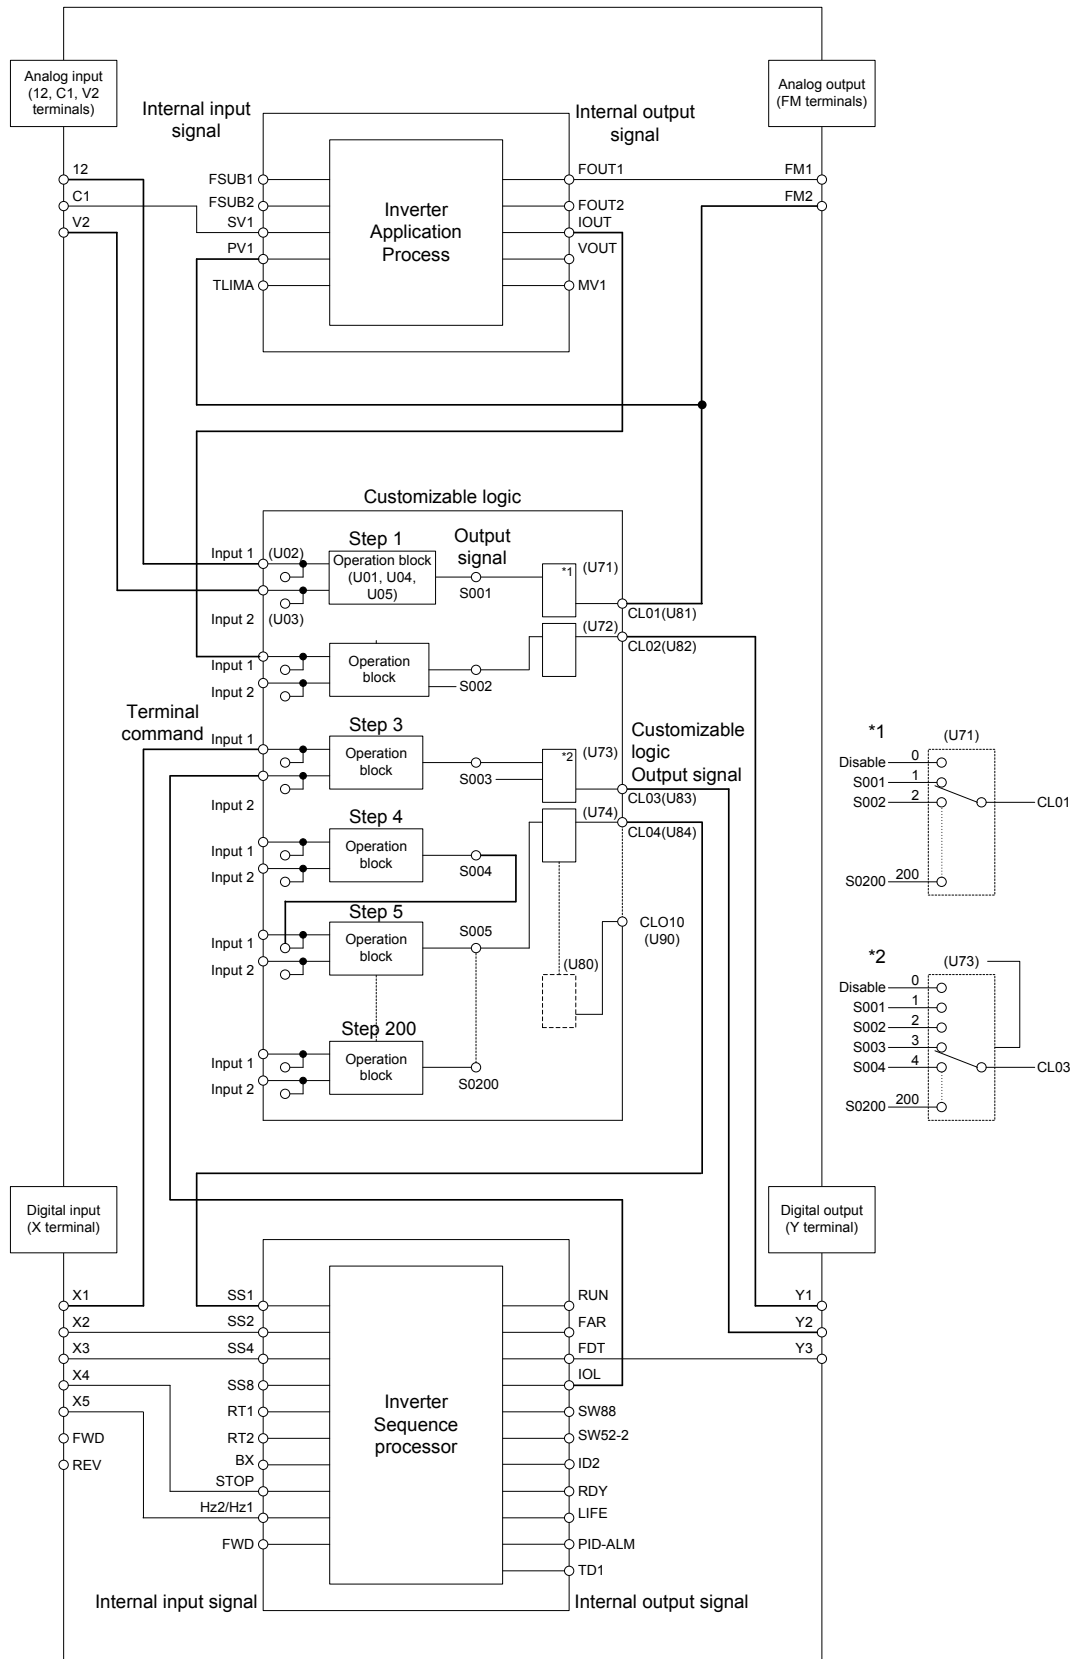 Analog input
(12, C1, V2
terminals)
Analog output
(FM terminals)
Internal input
signal
Internal output
signal
12
C1
V2
FSUB1
FSUB2
SV1
PV1
TLIMA
Inverter
Application
Process
FOUT1
FOUT2
IOUT
VOUT
MV1
FM1
FM2
Customizable logic
Step 1
Output
signal
Input 1
(U02)
Operation block
(U01, U04,
U05)
S001
*1
(U71)
Input 2
(U03)
CL01(U81)
(U72)
CL02(U82)
Input 1
Input 2
Operation
block
S002
Terminal
command
Step 3
Input 1
Operation
block
S003
*2
(U73)
Customizable
logic
Output signal
Input 2
CL03(U83)
Step 4
(U74)
CL04(U84)
Input 1
Input 2
Operation
block
S004
Step 5
Input 1
Input 2
Operation
block
S005
CLO10
(U90)
(U80)
Step 200
Input 1
Input 2
Operation
block
S0200
*1
(U71)
Disable 0
S001 1
S002 2
CL01
S0200 200
*2
(U73)
Disable 0
S001 1
S002 2
S003 3
S004 4
CL03
S0200 200
Digital input
(X terminal)
Digital output
(Y terminal)
X1
X2
X3
X4
X5
FWD
REV
SS1
SS2
SS4
SS8
RT1
RT2
BX
STOP
Hz2/Hz1
FWD
Inverter
Sequence
processor
RUN
FAR
FDT
IOL
SW88
SW52-2
ID2
RDY
LIFE
PID-ALM
TD1
Y1
Y2
Y3
Internal input signal
Internal output signal